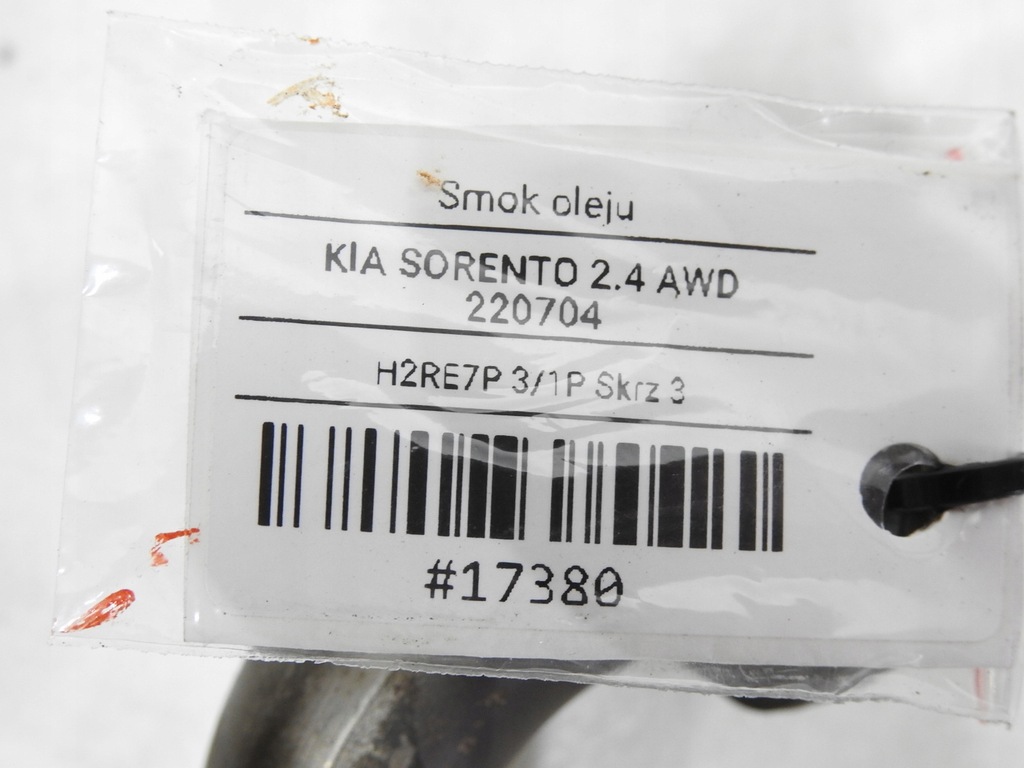 Smok oleju
KIA SORENTO 2.4 AWD
220704
H2RE7P 3/1P Skrz 3
#17380